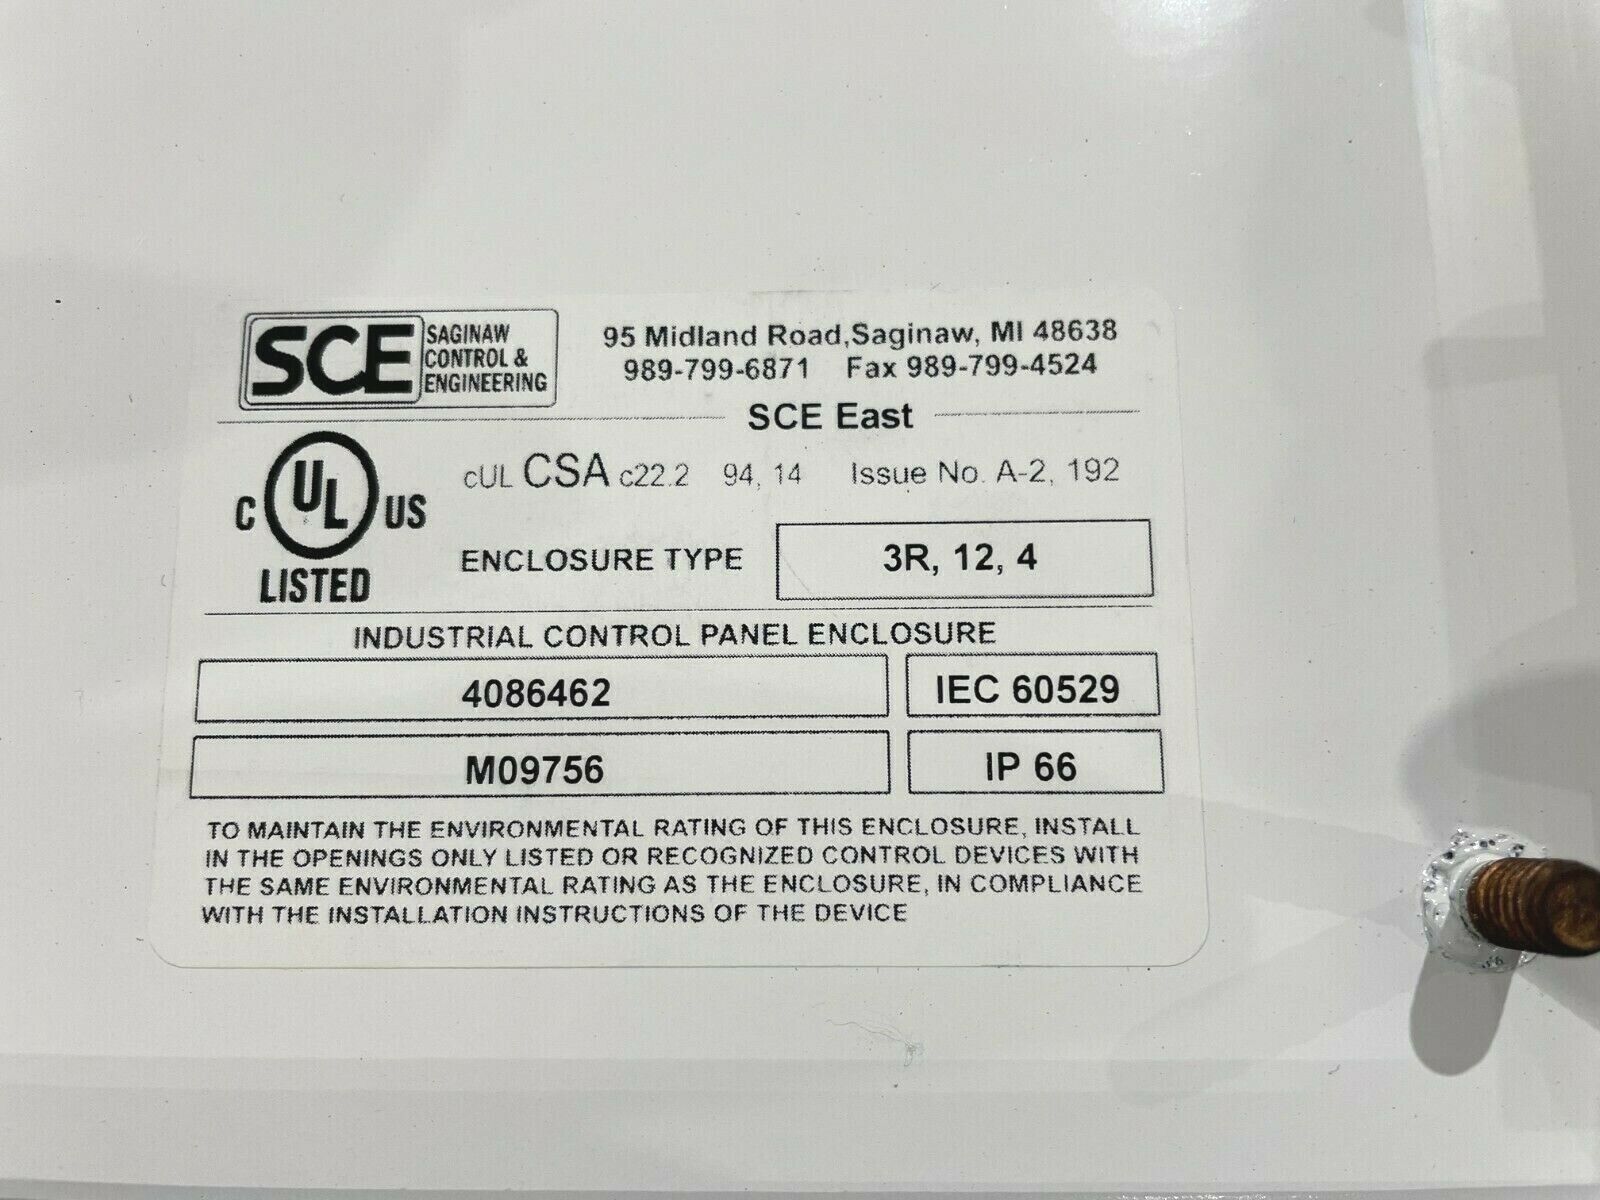 SCE SAGINAW CONTROL & ENGINEERING
95 Midland Road,Saginaw, MI 48638
989-799-6871 Fax 989-799-4524
SCE East
C UL US LISTED
cUL CSA c22.2 94, 14 Issue No. A-2, 192
ENCLOSURE TYPE 3R, 12, 4
INDUSTRIAL CONTROL PANEL ENCLOSURE
4086462 IEC 60529
M09756 IP 66
TO MAINTAIN THE ENVIRONMENTAL RATING OF THIS ENCLOSURE, INSTALL
IN THE OPENINGS ONLY LISTED OR RECOGNIZED CONTROL DEVICES WITH
THE SAME ENVIRONMENTAL RATING AS THE ENCLOSURE, IN COMPLIANCE
WITH THE INSTALLATION INSTRUCTIONS OF THE DEVICE